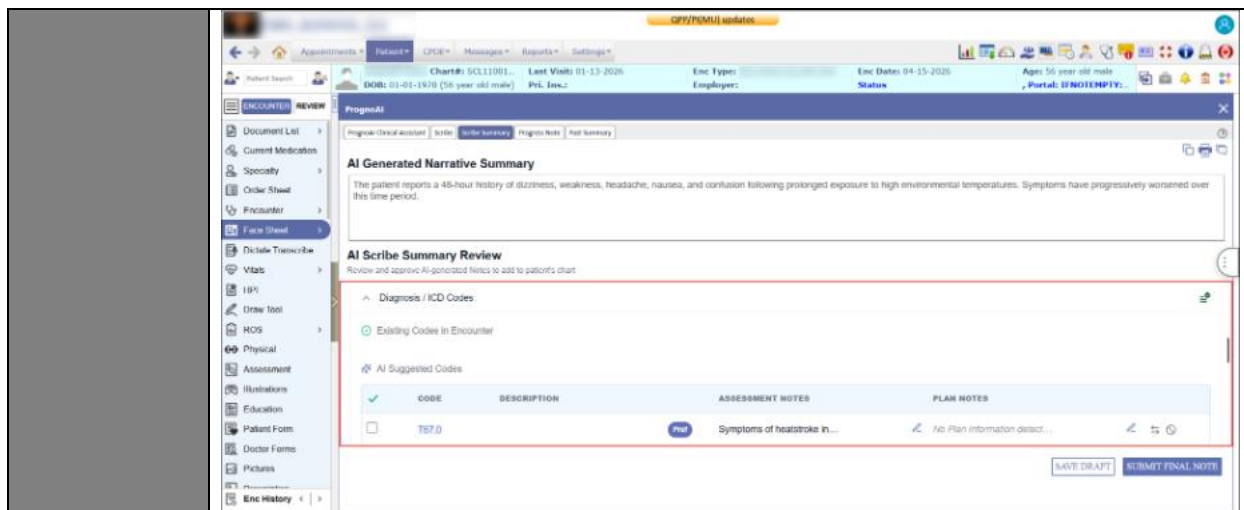 QPP/PEMU] updates
Appointments Patient CPOE Messages Reports Settings
Patient Search
Chart#: SCL11001... Last Visit: 01-13-2026 Enc Type: Enc Date: 04-15-2026 Age: 56 year old male
DOB: 01-01-1970 (56 year old male) Pri. Ins.: Employer: Status , Portal: IFNOTEMPTY:...
ENCOUNTER REVIEW
PrognoAI
Document List
Current Medication
Specialty
Order Sheet
Encounter
Face Sheet
Dictate Transcribe
Vitals
HPI
Draw Tool
ROS
Physical
Assessment
Illustrations
Education
Patient Form
Doctor Forms
Pictures
Enc History
PrognoAI Clinical Assistant Scribe Scribe Summary Progress Note Past Summary
AI Generated Narrative Summary
The patient reports a 48-hour history of dizziness, weakness, headache, nausea, and confusion following prolonged exposure to high environmental temperatures. Symptoms have progressively worsened over
this time period.
AI Scribe Summary Review
Review and approve AI-generated Notes to add to patient's chart
Diagnosis / ICD Codes
Existing Codes in Encounter
AI Suggested Codes
CODE DESCRIPTION ASSESSMENT NOTES PLAN NOTES
T67.0 Pref Symptoms of heatstroke in... No Plan information detect...
SAVE DRAFT SUBMIT FINAL NOTE